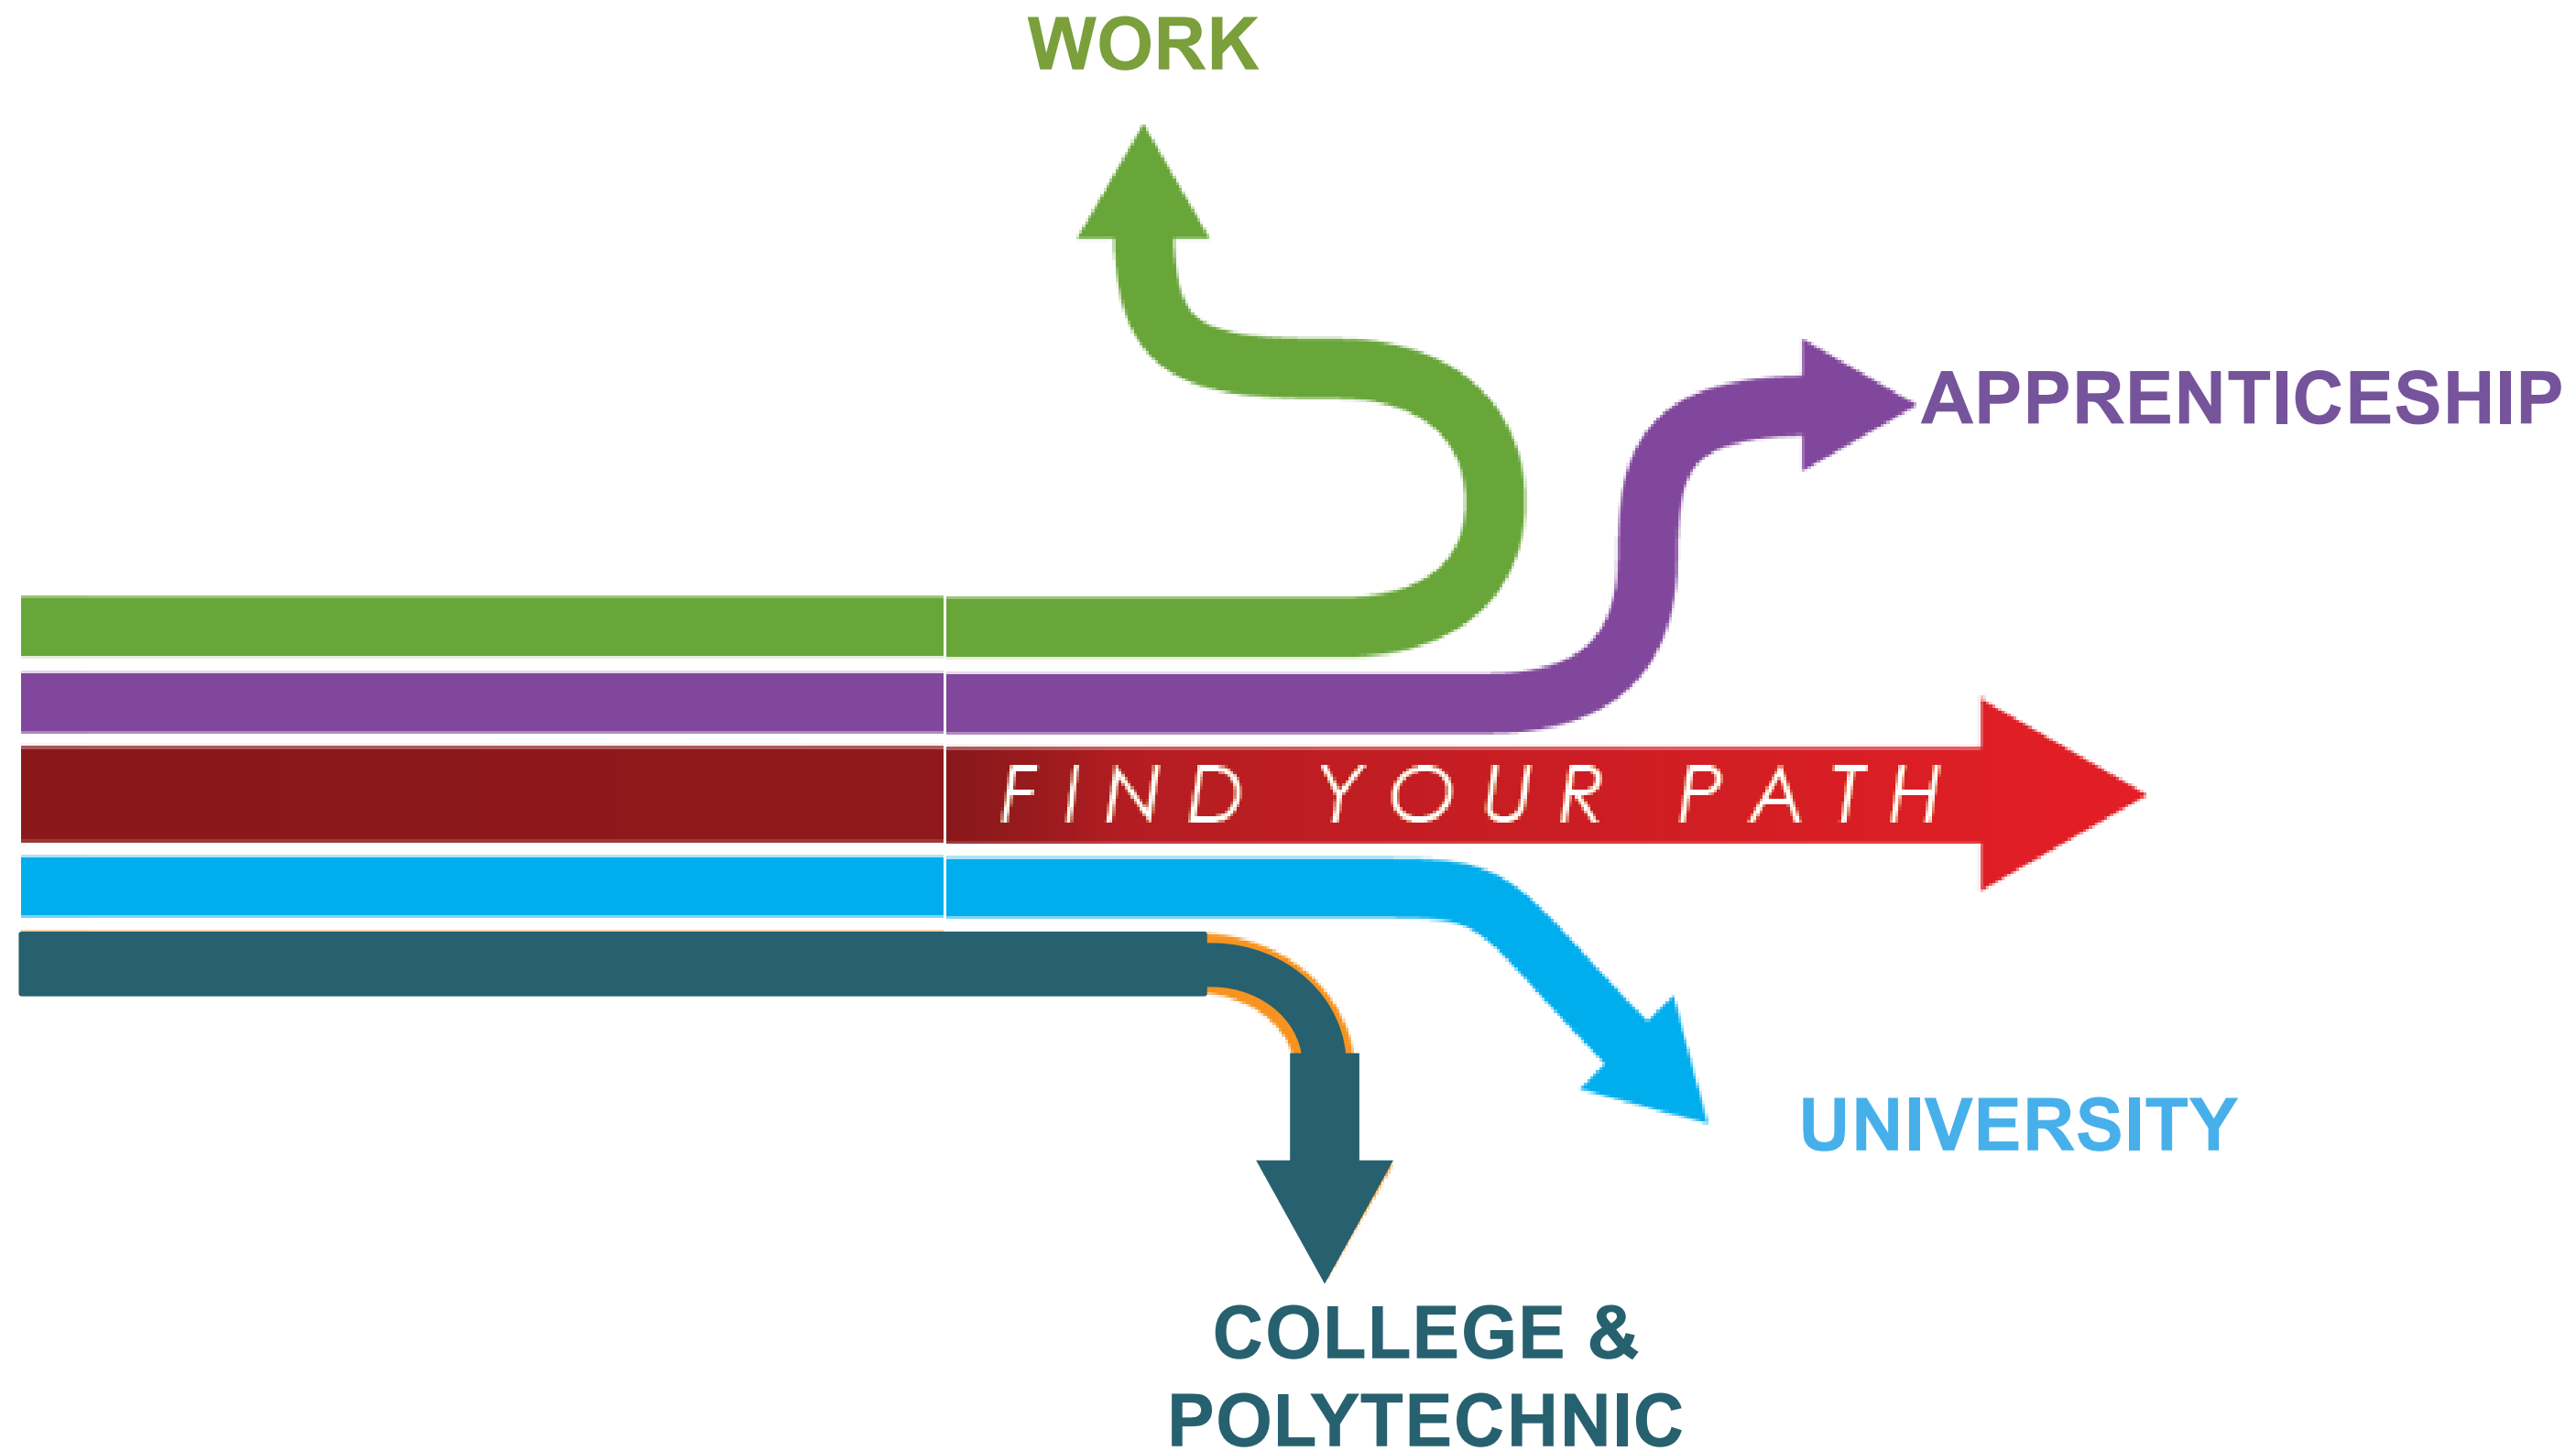 WORK
APPRENTICESHIP
FIND YOUR PATH
UNIVERSITY
COLLEGE &
POLYTECHNIC